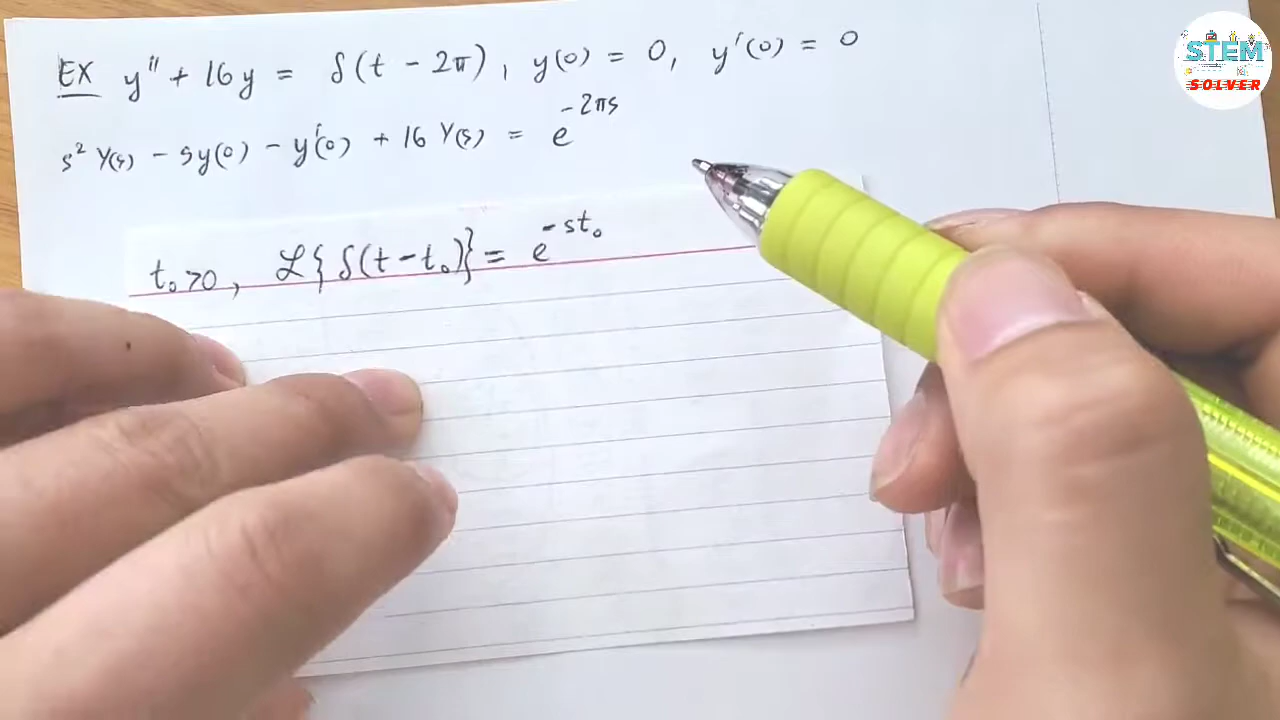 EX y'' + 16y = δ(t - 2π), y(0) = 0, y'(0) = 0
s² Y(s) - sy(0) - y'(0) + 16 Y(s) = e^{-2πs}
t₀>0, ℒ{δ(t-t₀)} = e^{-st₀}
STEM
SOLVER